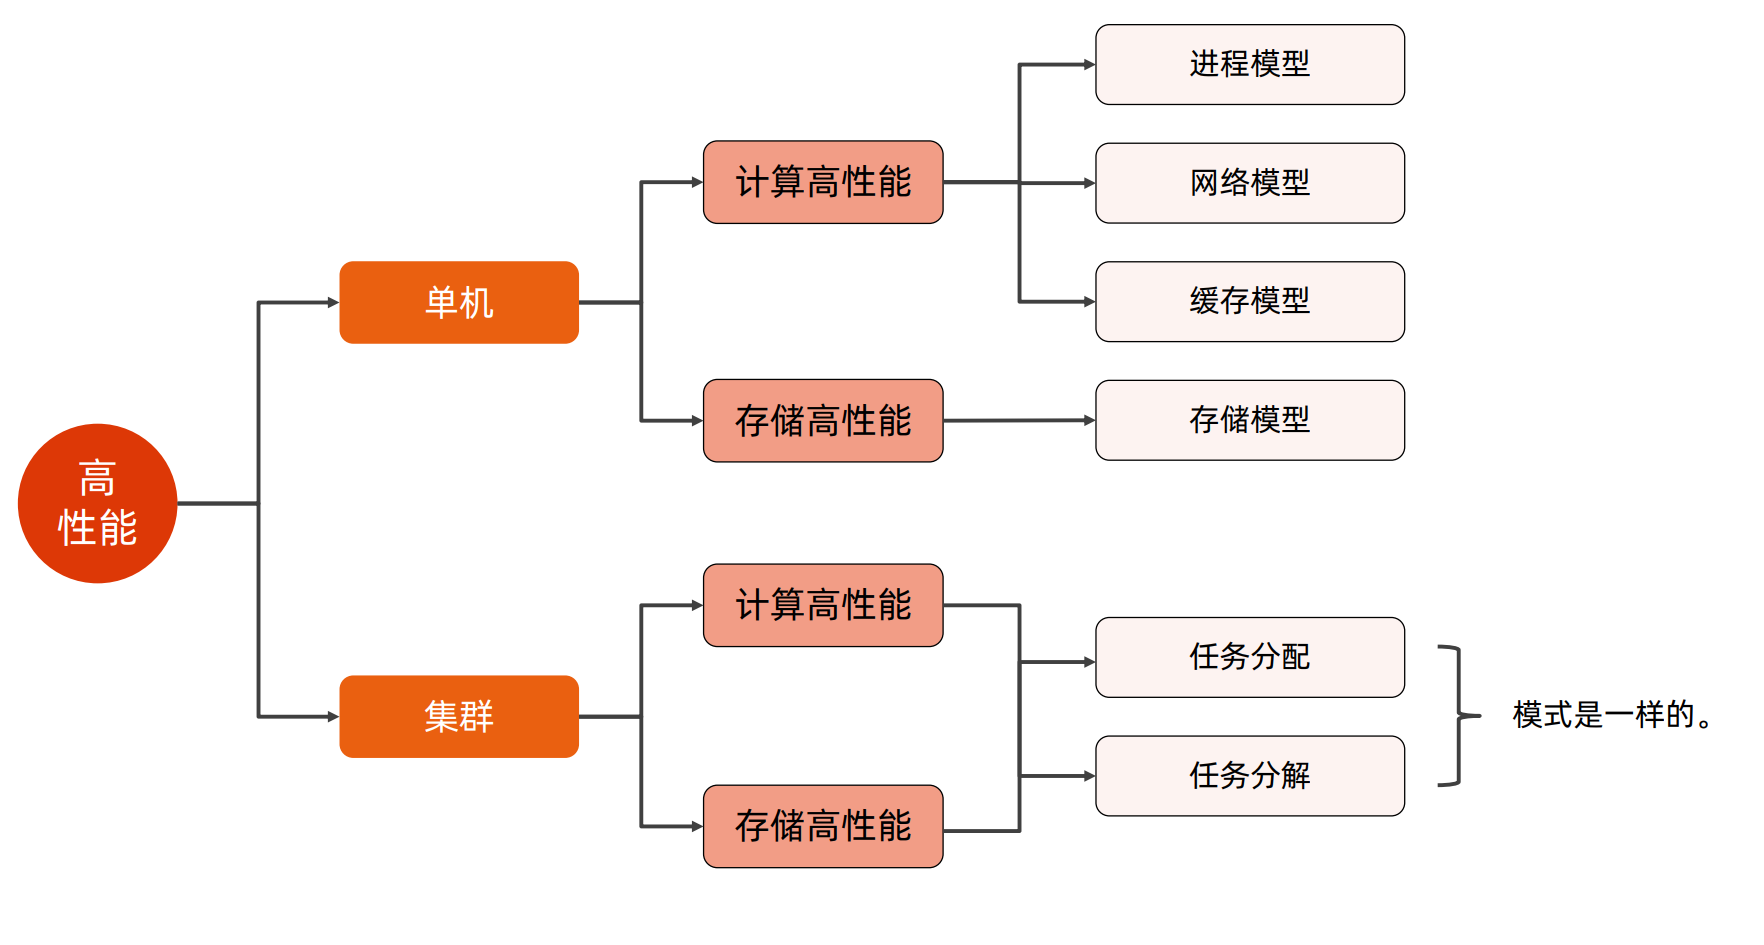 高
性能
单机
集群
计算高性能
存储高性能
计算高性能
存储高性能
进程模型
网络模型
缓存模型
存储模型
任务分配
任务分解
模式是一样的。